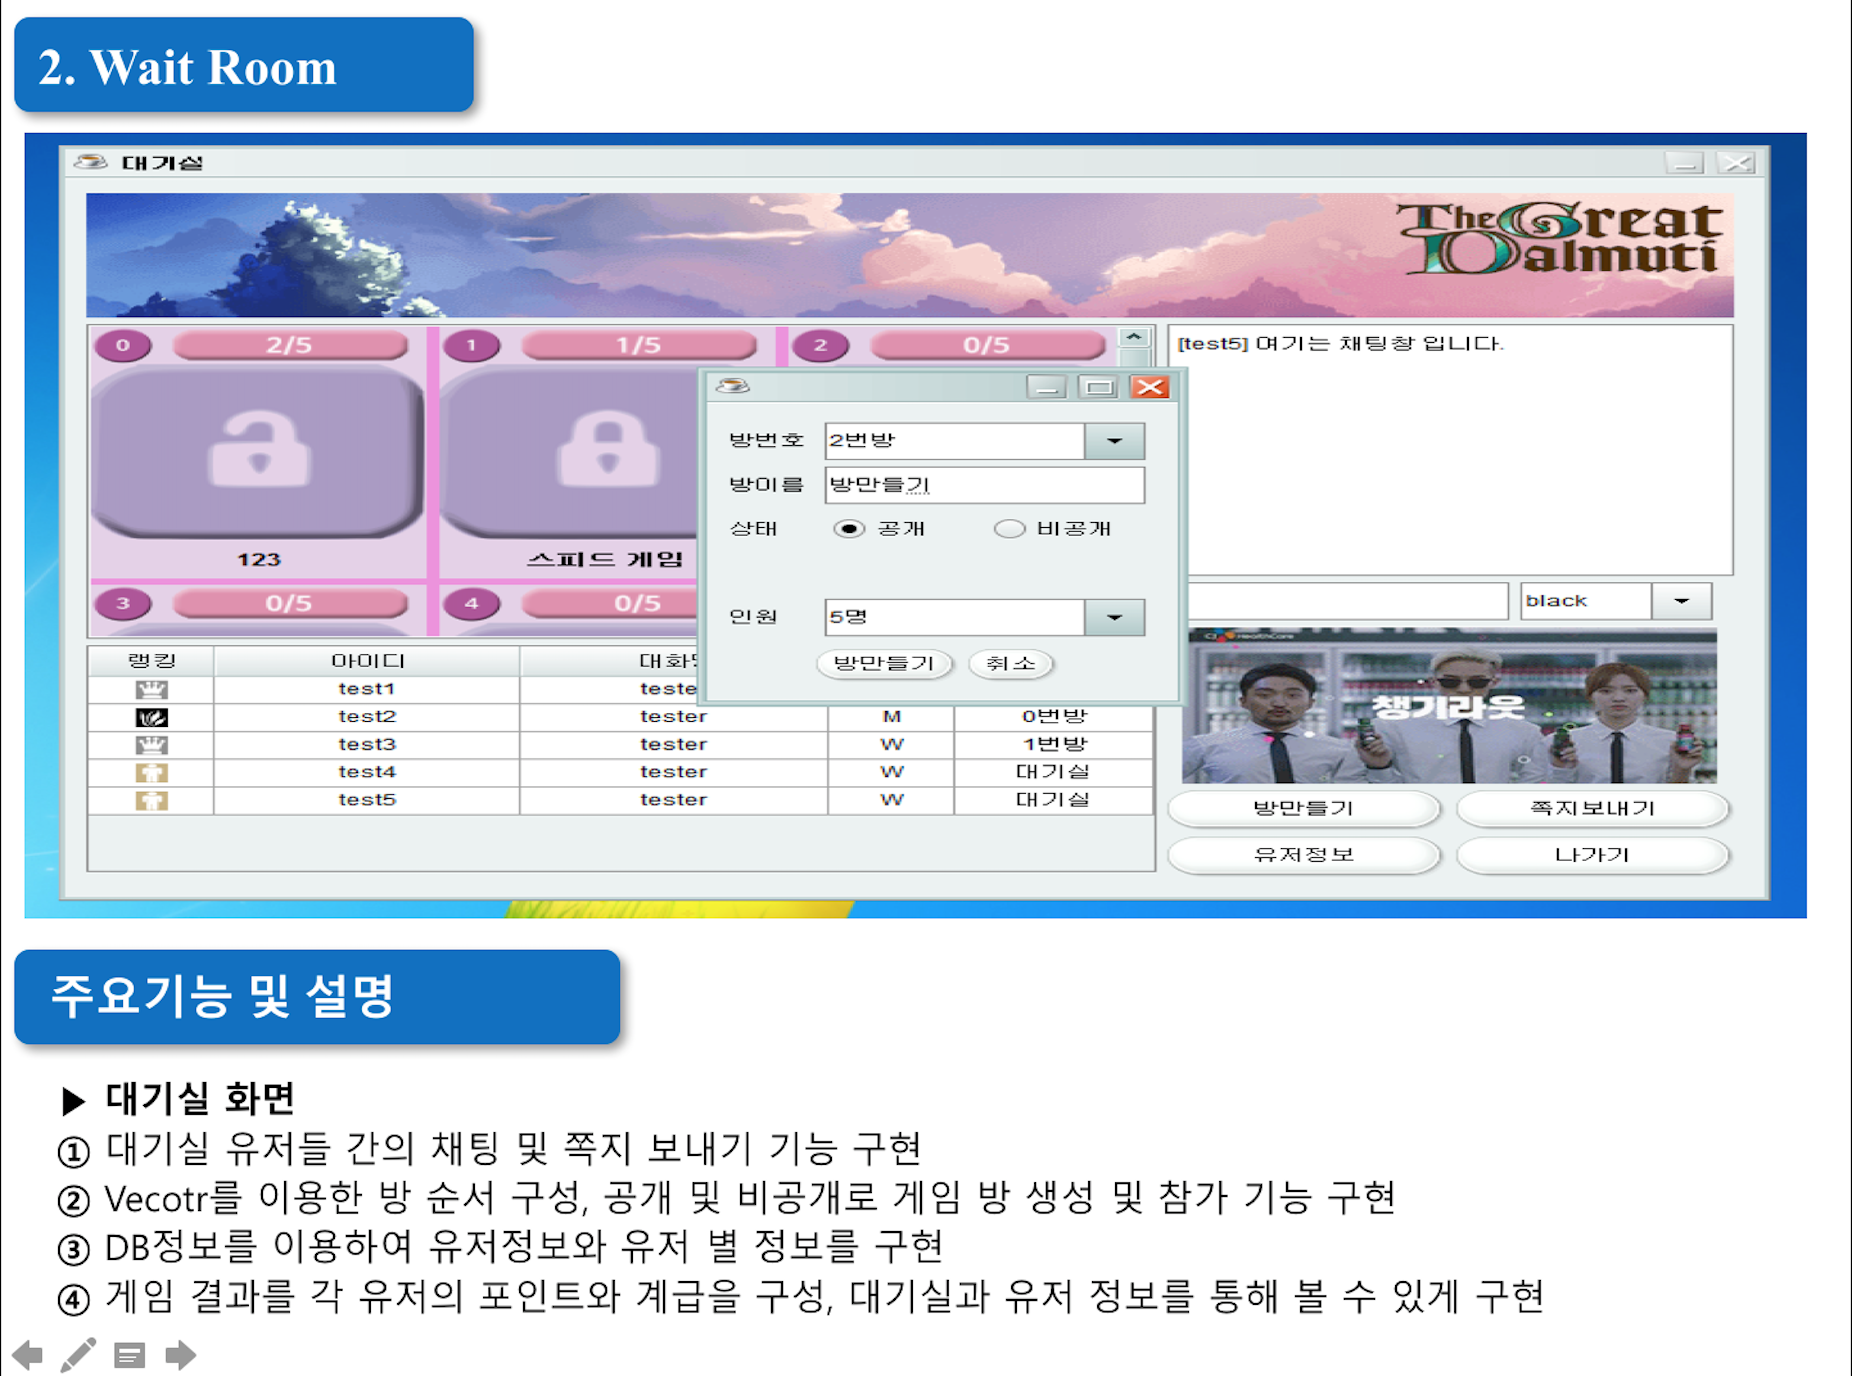 2. Wait Room
대기실
The Great
Dalmuti
0 2/5 1 1/5 2 0/5
[test5] 여기는 채팅창 입니다.
방번호 2번방
방이름 방만들기
상태 공개 비공개
123 스피드 게임
3 0/5 4 0/5
인원 5명
black
방만들기 취소
CJ HealthCare
챙기라웃
랭킹 아이디
test1
test2 tester M 0번방
test3 tester W 1번방
test4 tester W 대기실
test5 tester W 대기실
방만들기 쪽지보내기
유저정보 나가기
주요기능 및 설명
▶ 대기실 화면
① 대기실 유저들 간의 채팅 및 쪽지 보내기 기능 구현
② Vecotr를 이용한 방 순서 구성, 공개 및 비공개로 게임 방 생성 및 참가 기능 구현
③ DB정보를 이용하여 유저정보와 유저 별 정보를 구현
④ 게임 결과를 각 유저의 포인트와 계급을 구성, 대기실과 유저 정보를 통해 볼 수 있게 구현